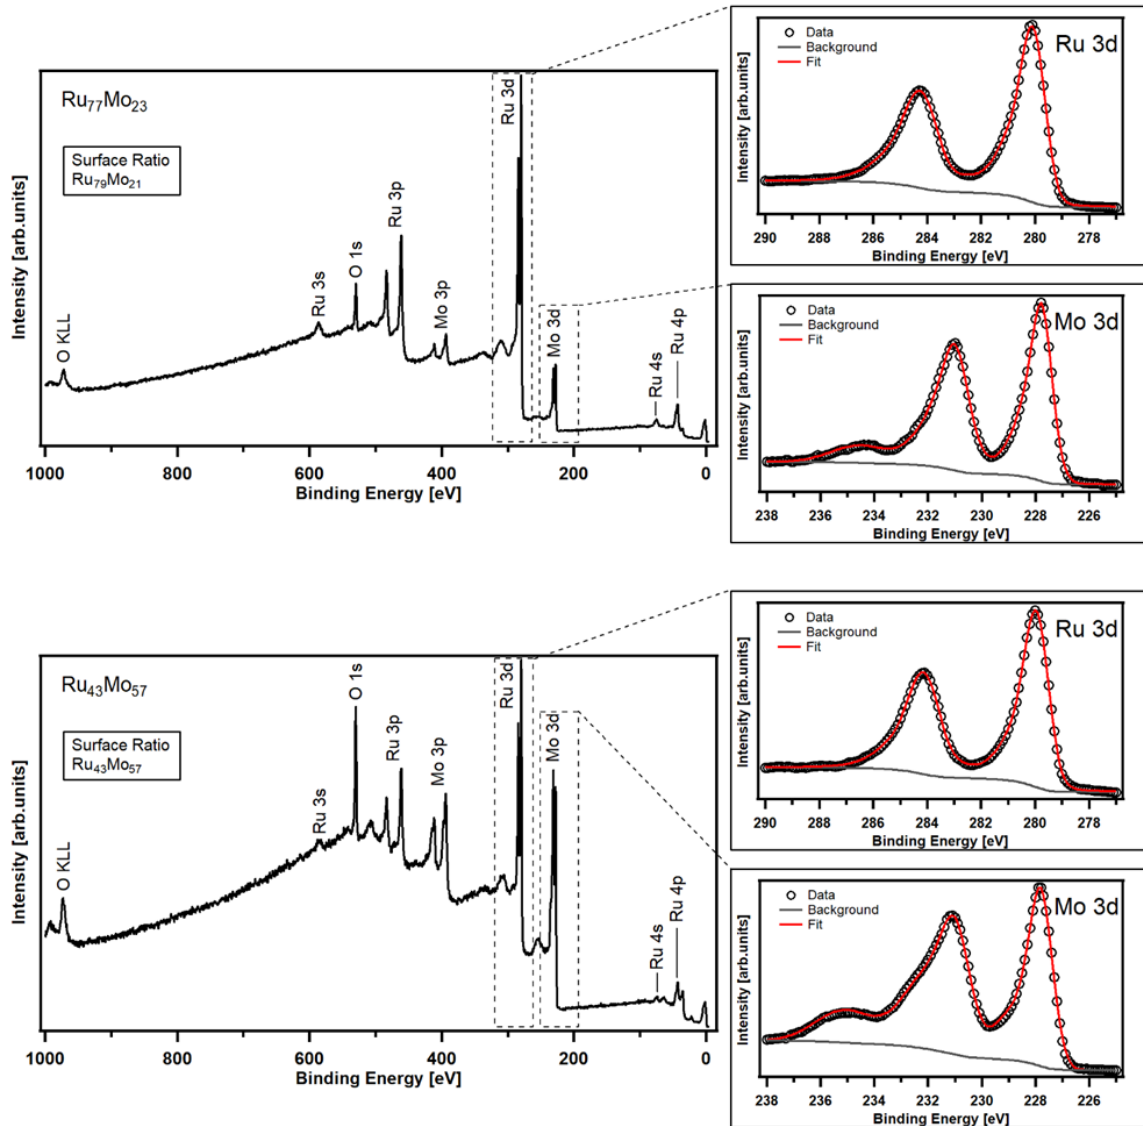 Ru₇₇Mo₂₃
Surface Ratio
Ru₇₉Mo₂₁
O KLL
Ru 3s
O 1s
Ru 3p
Mo 3p
Ru 3d
Mo 3d
Ru 4s
Ru 4p
Intensity [arb.units]
1000 800 600 400 200 0
Binding Energy [eV]
Data
Background
Fit
Ru 3d
Intensity [arb.units]
290 288 286 284 282 280 278
Binding Energy [eV]
Data
Background
Fit
Mo 3d
Intensity [arb.units]
238 236 234 232 230 228 226
Binding Energy [eV]
Ru₄₃Mo₅₇
Surface Ratio
Ru₄₃Mo₅₇
O KLL
Ru 3s
O 1s
Ru 3p
Mo 3p
Ru 3d
Mo 3d
Ru 4s
Ru 4p
Intensity [arb.units]
1000 800 600 400 200 0
Binding Energy [eV]
Data
Background
Fit
Ru 3d
Intensity [arb.units]
290 288 286 284 282 280 278
Binding Energy [eV]
Data
Background
Fit
Mo 3d
Intensity [arb.units]
238 236 234 232 230 228 226
Binding Energy [eV]